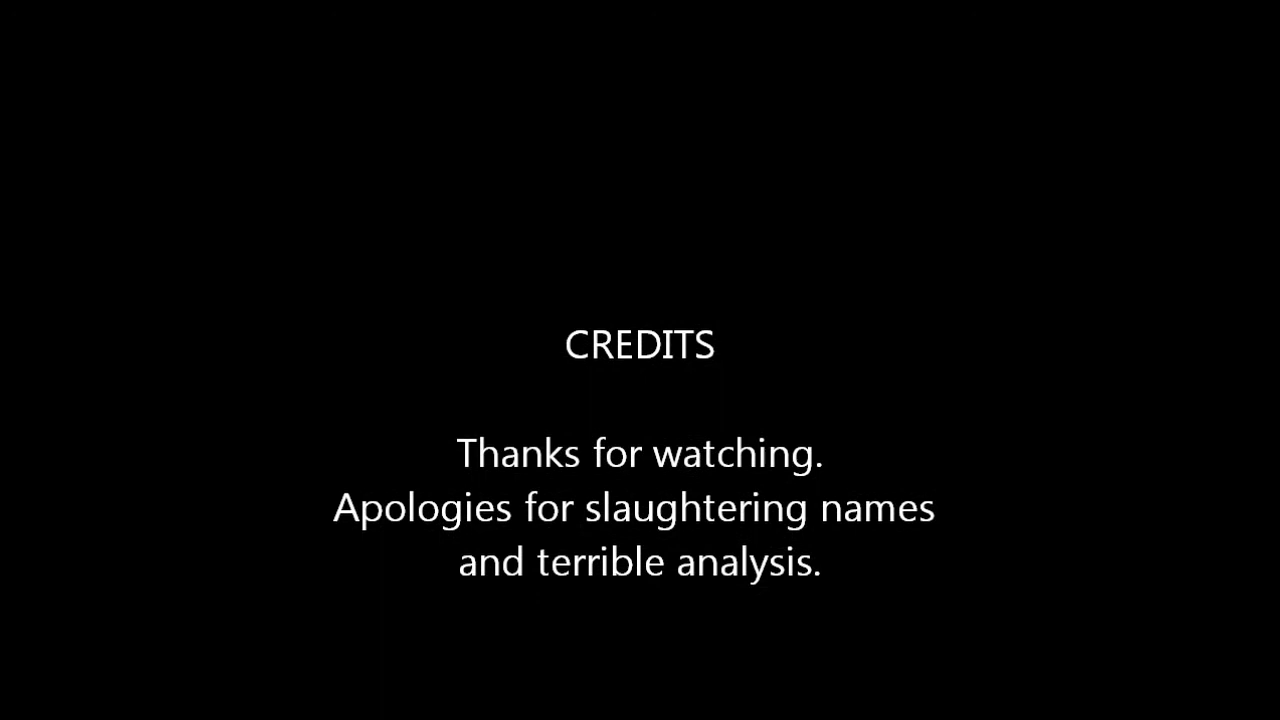 CREDITS
Thanks for watching.
Apologies for slaughtering names
and terrible analysis.